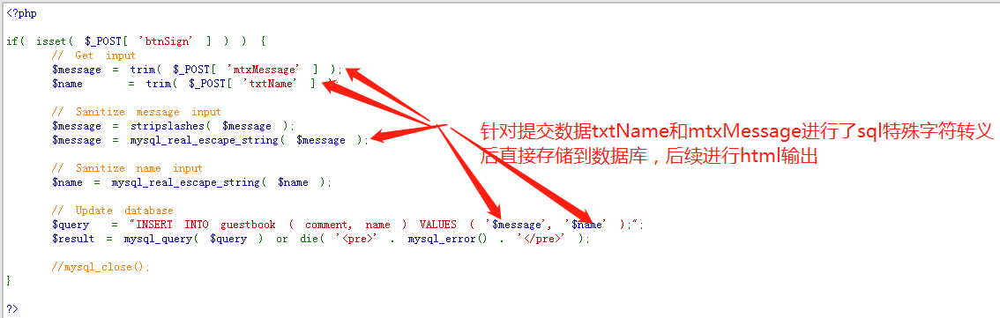 <?php
if( isset( $_POST[ 'btnSign' ] ) ) {
// Get input
$message = trim( $_POST[ 'mtxMessage' ] );
$name = trim( $_POST[ 'txtName' ] );
// Sanitize message input
$message = stripslashes( $message );
$message = mysql_real_escape_string( $message );
// Sanitize name input
$name = mysql_real_escape_string( $name );
// Update database
$query = "INSERT INTO guestbook ( comment, name ) VALUES ( '$message', '$name' );";
$result = mysql_query( $query ) or die( '<pre>' . mysql_error() . '</pre>' );
//mysql_close();
}
?>
针对提交数据txtName和mtxMessage进行了sql特殊字符转义
后直接存储到数据库，后续进行html输出